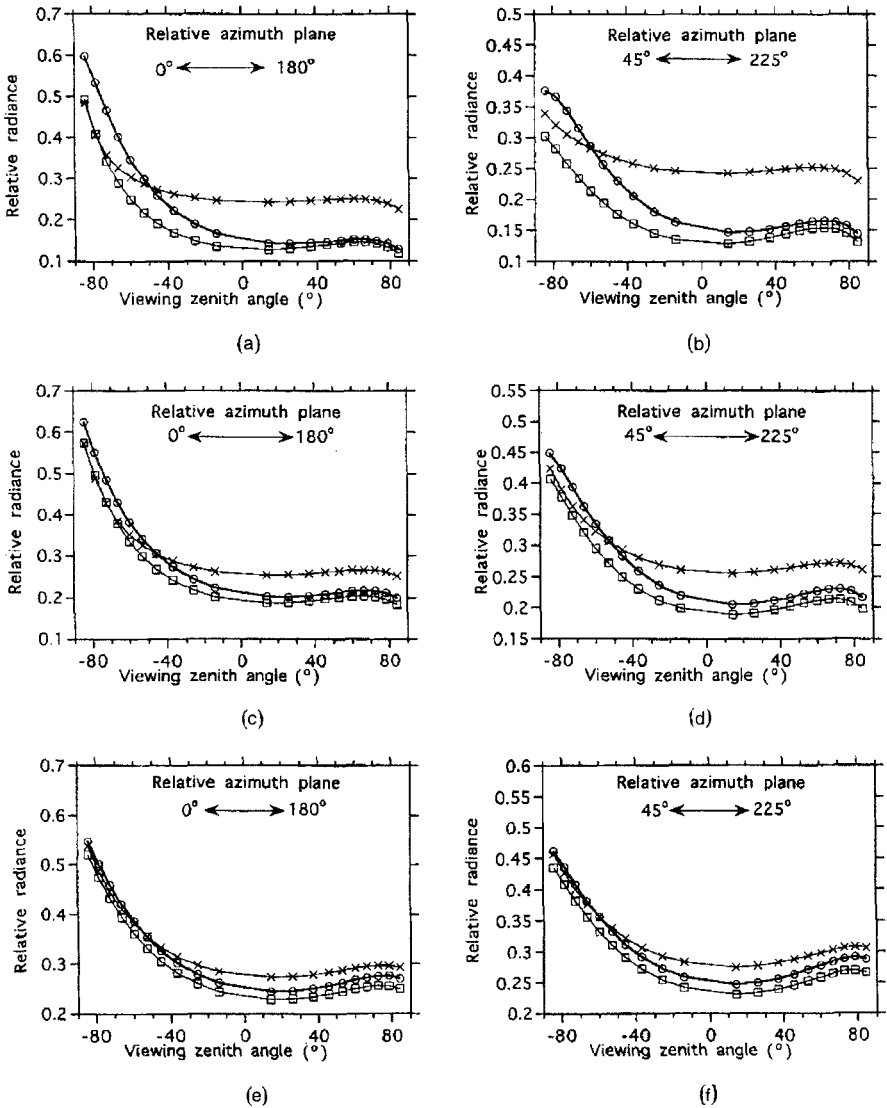 0.7
0.6
0.5
0.4
0.3
0.2
0.1
Relative radiance
Relative azimuth plane
0° 180°
-80 -40 0 40 80
Viewing zenith angle (°)
(a)
0.5
0.45
0.4
0.35
0.3
0.25
0.2
0.15
0.1
Relative radiance
Relative azimuth plane
45° 225°
-80 -40 0 40 80
Viewing zenith angle (°)
(b)
0.7
0.6
0.5
0.4
0.3
0.2
0.1
Relative radiance
Relative azimuth plane
0° 180°
-80 -40 0 40 80
Viewing zenith angle (°)
(c)
0.55
0.5
0.45
0.4
0.35
0.3
0.25
0.2
0.15
Relative radiance
Relative azimuth plane
45° 225°
-80 -40 0 40 80
Viewing zenith angle (°)
(d)
0.7
0.6
0.5
0.4
0.3
0.2
Relative radiance
Relative azimuth plane
0° 180°
-80 -40 0 40 80
Viewing zenith angle (°)
(e)
0.6
0.55
0.5
0.45
0.4
0.35
0.3
0.25
0.2
Relative radiance
Relative azimuth plane
45° 225°
-80 -40 0 40 80
Viewing zenith angle (°)
(f)